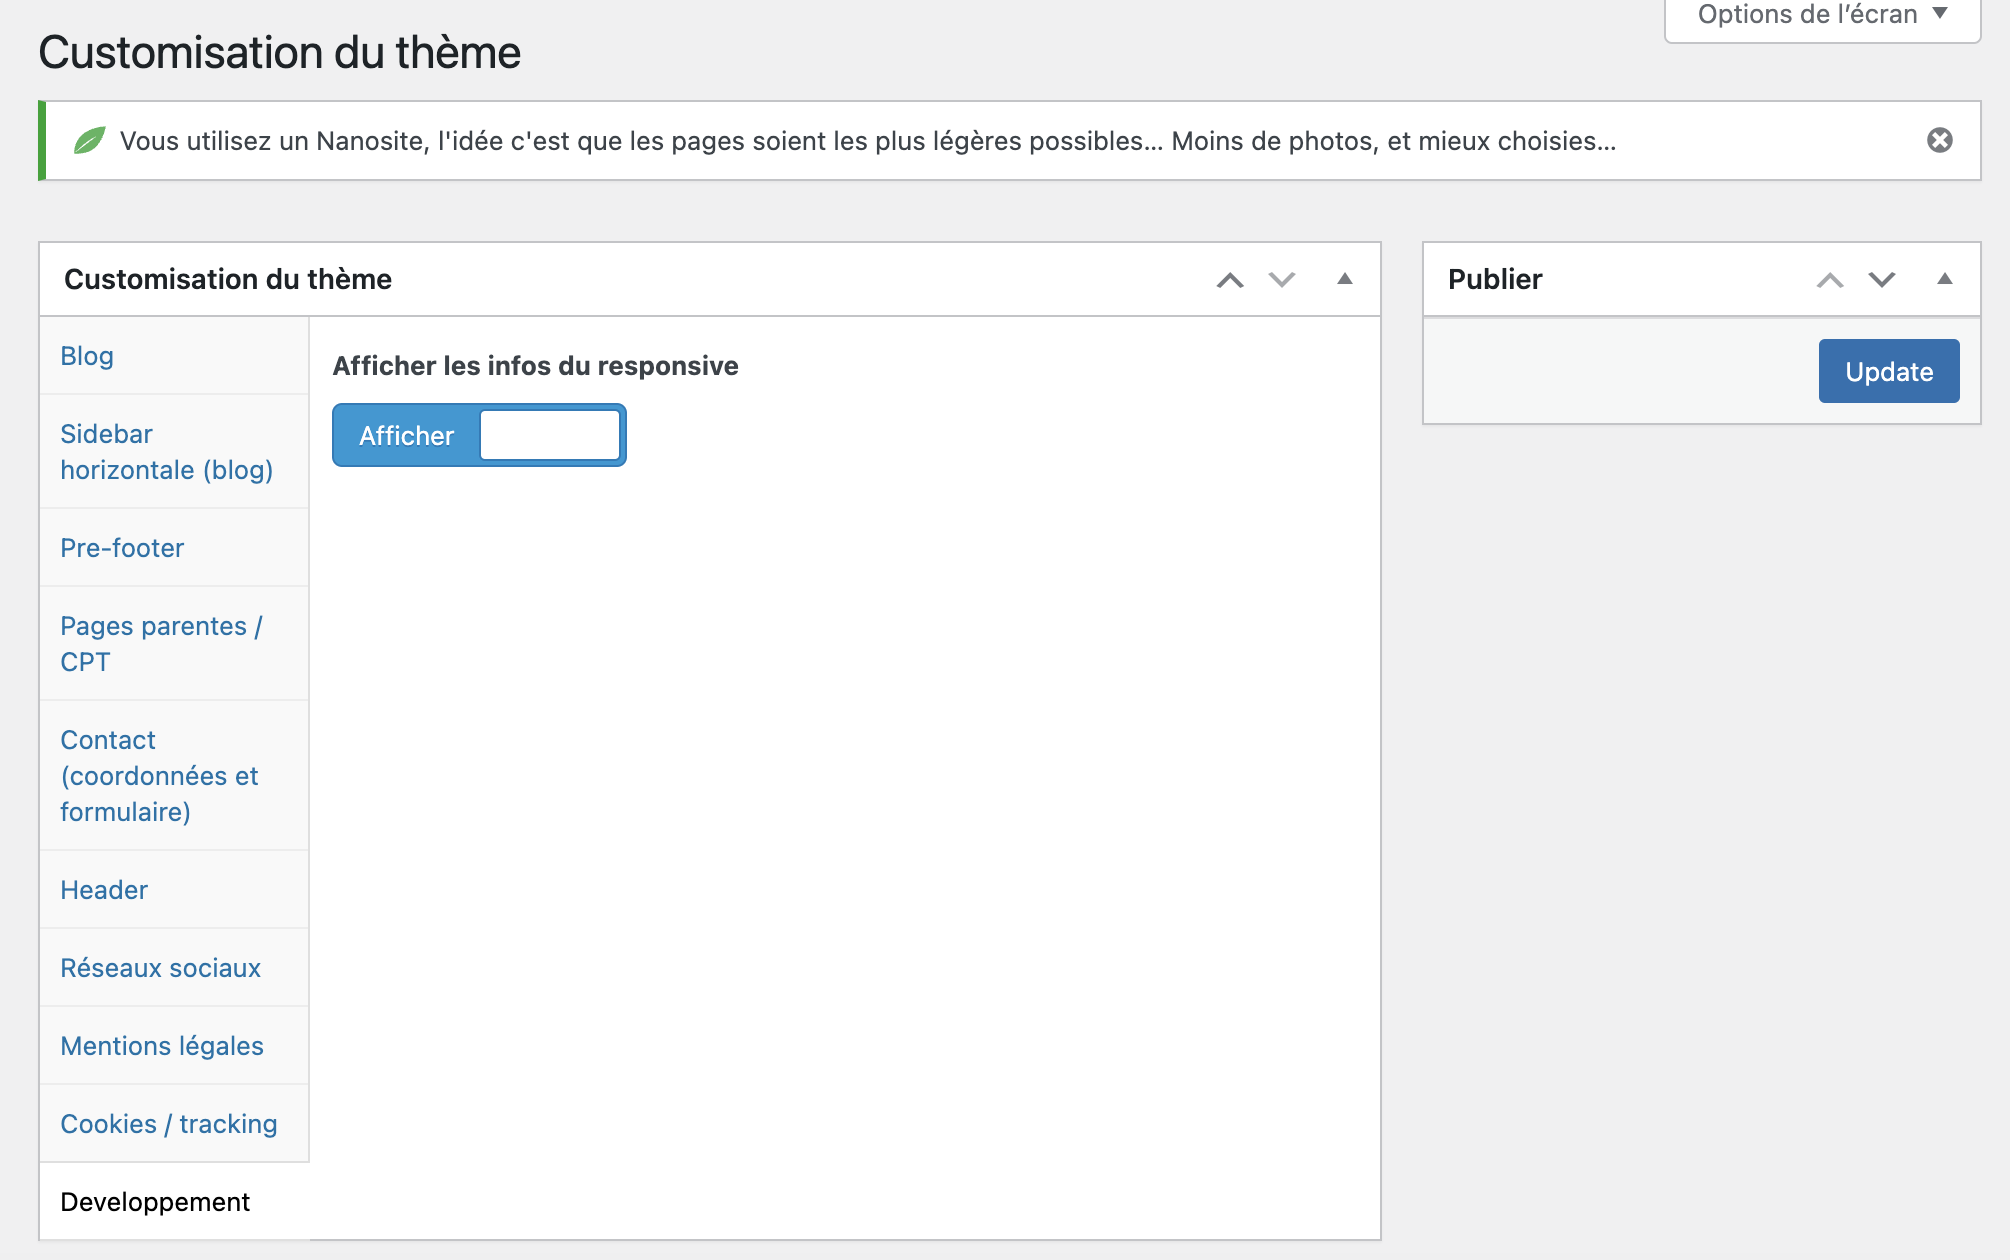 Options de l’écran
Customisation du thème
Vous utilisez un Nanosite, l'idée c'est que les pages soient les plus légères possibles... Moins de photos, et mieux choisies...
Customisation du thème
Publier
Update
Blog
Sidebar
horizontale (blog)
Pre-footer
Pages parentes /
CPT
Contact
(coordonnées et
formulaire)
Header
Réseaux sociaux
Mentions légales
Cookies / tracking
Developpement
Afficher les infos du responsive
Afficher